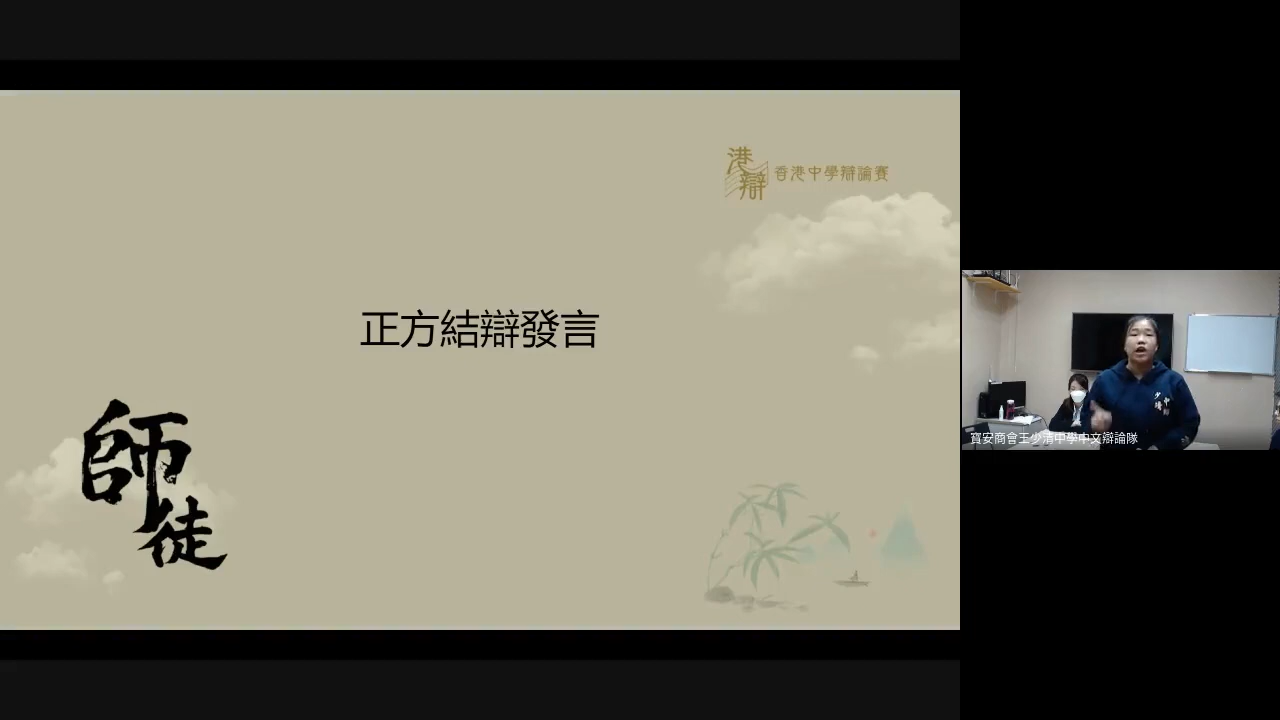 港辯
香港中學辯論賽
正方結辯發言
師徒
寶安商會王少清中學中文辯論隊